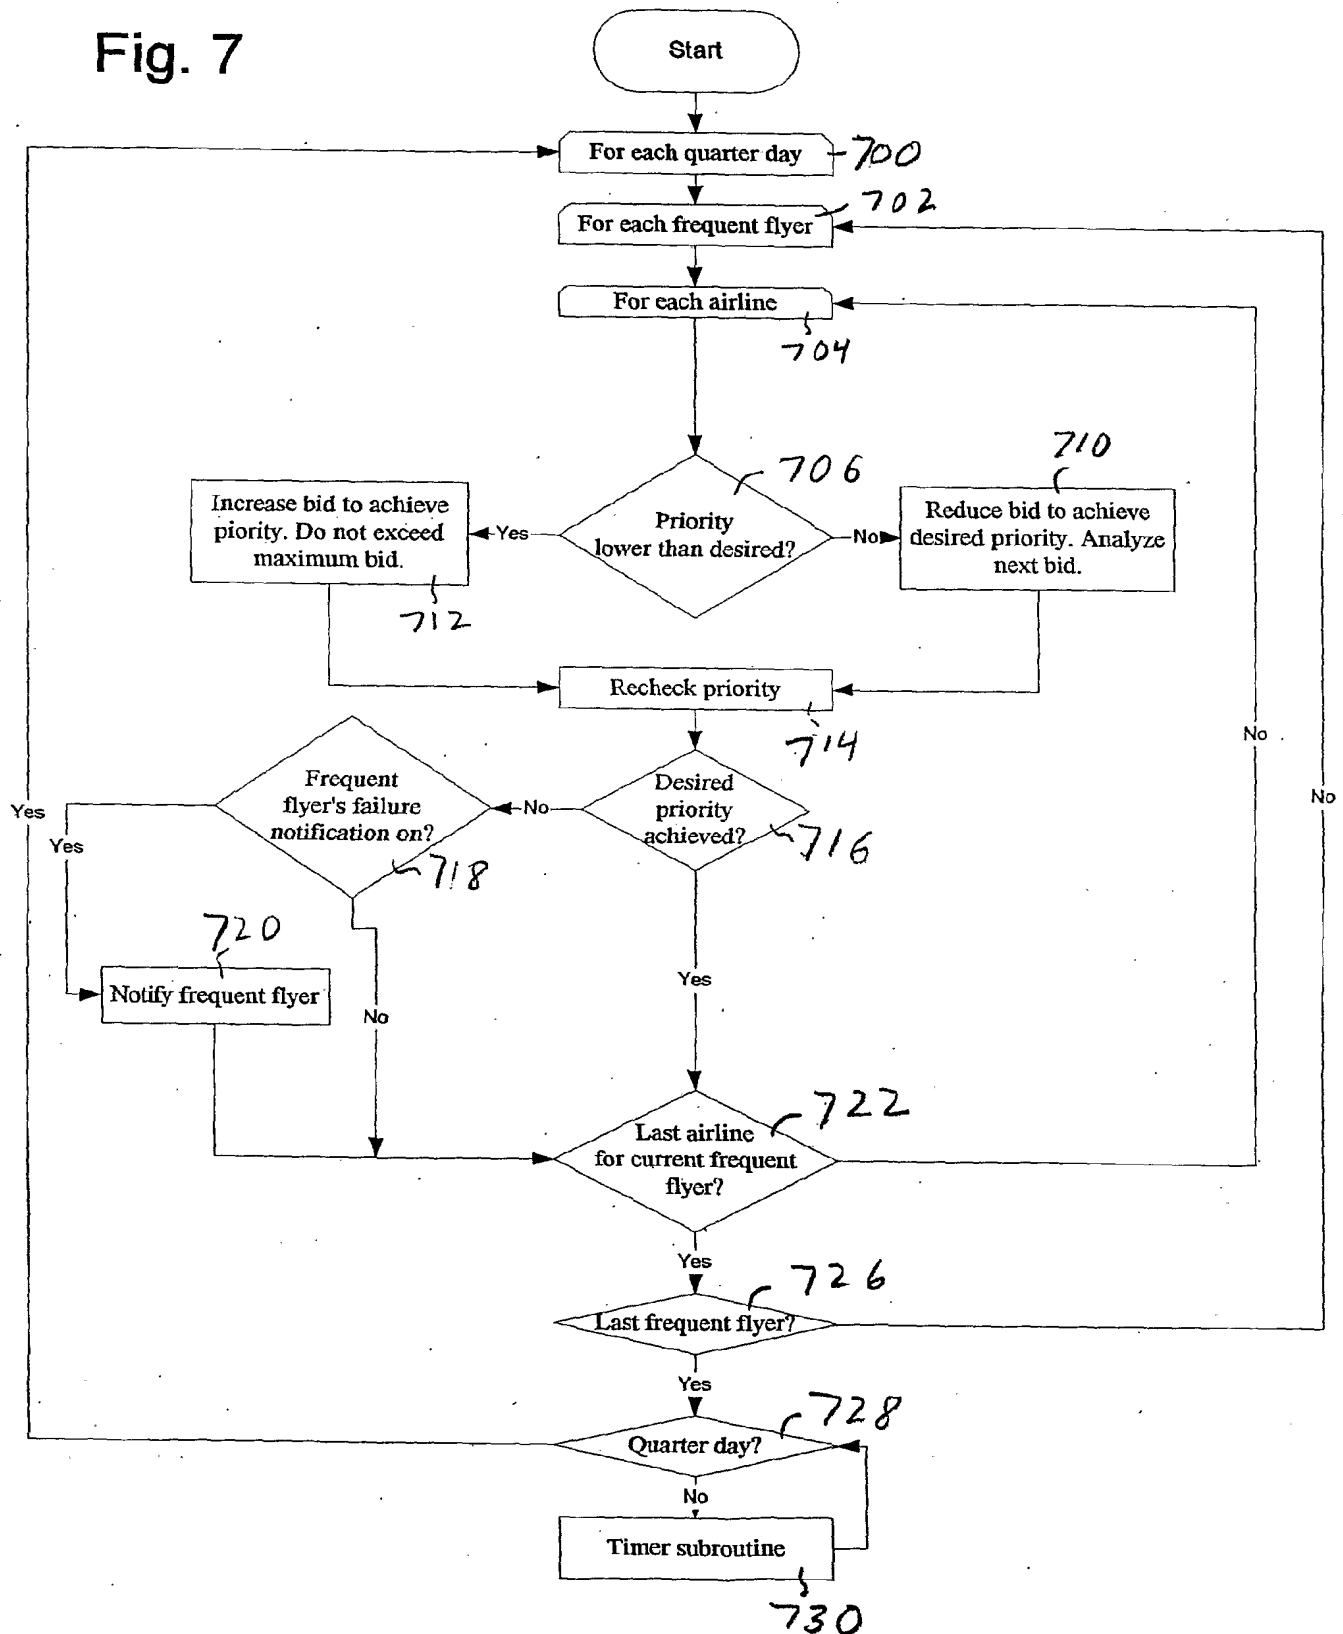 Fig. 7
Start
For each quarter day
700
702
For each frequent flyer
For each airline
704
706
710
Increase bid to achieve
piority. Do not exceed
maximum bid.
Yes
Priority
lower than desired?
No
Reduce bid to achieve
desired priority. Analyze
next bid.
712
Recheck priority
714
No
Frequent
flyer's failure
notification on?
No
Desired
priority
achieved?
No
Yes
Yes
716
718
720
Yes
Notify frequent flyer
No
722
Last airline
for current frequent
flyer?
Yes
726
Last frequent flyer?
Yes
728
Quarter day?
No
Timer subroutine
730